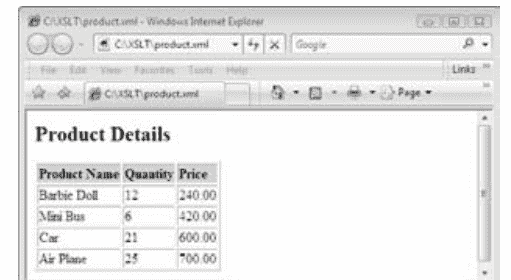 C:\XSLT\product.xml - Windows Internet Explorer
C:\XSLT\product.xml Google
File Edit View Favorites Tools Help Links
C:\XSLT\product.xml Page
Product Details
Product Name Quantity Price
Barbie Doll 12 240.00
Mini Bus 6 420.00
Car 21 600.00
Air Plane 25 700.00